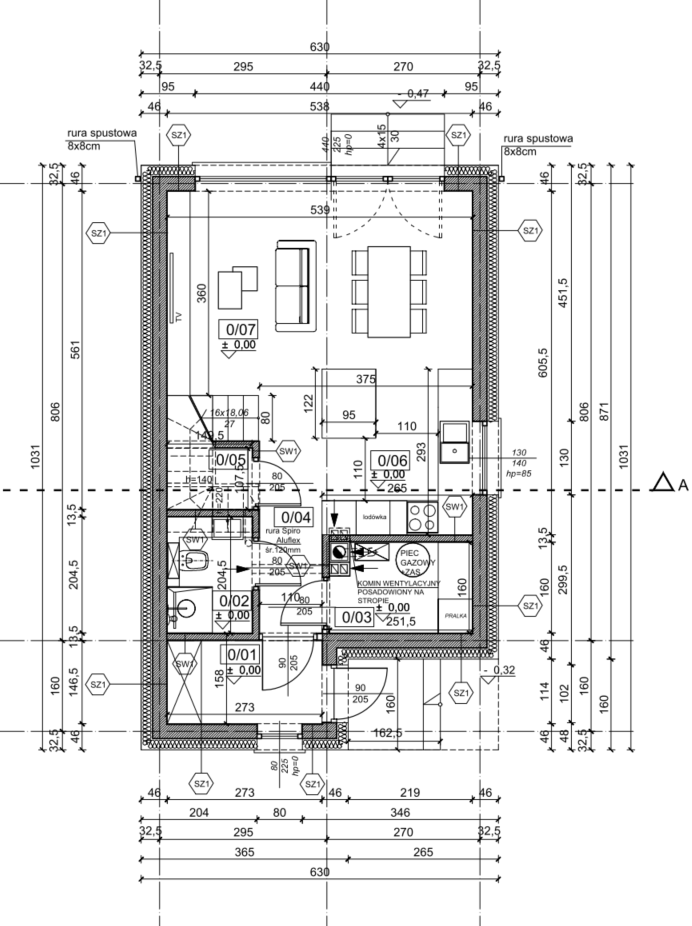 630
32,5 295 270 32,5
95 440 95
- 0,47
46 538 46
rura spustowa
8x8cm
SZ1
440
225
hp=0
4x15
30
SZ1
rura spustowa
8x8cm
32,5
46
46
32,5
539
SZ1
SZ1
360
TV
0/07
± 0,00
451,5
561
605,5
806
806
871
1031
1031
375
122
95
110
16x18,06
27
80
293
130
130
140
hp=85
SW1
0/05
80
205
110
0/06
± 0,00
265
h=140
h=220
A
13,5
0/04
rura Spiro
Aluflex
śr.120mm
lodówka
SW1
SW1
SW1
80
205
13,5
PIEC
GAZOWY
+ZAS.
204,5
204,5
KOMIN WENTYLACYJNY
POSADOWIONY NA
STROPIE
160
160
299,5
0/02
± 0,00
110
80
205
0/03
± 0,00
251,5
PRALKA
SZ1
13,5
46
0/01
± 0,00
SW1
158
90
205
- 0,32
SZ1
SZ1
160
146,5
273
90
205
160
162,5
114
102
160
160
32,5
46
46
48
32,5
80
225
hp=0
SZ1
SZ1
46 273 46 219 46
204 80 346
32,5 295 270 32,5
365 265
630